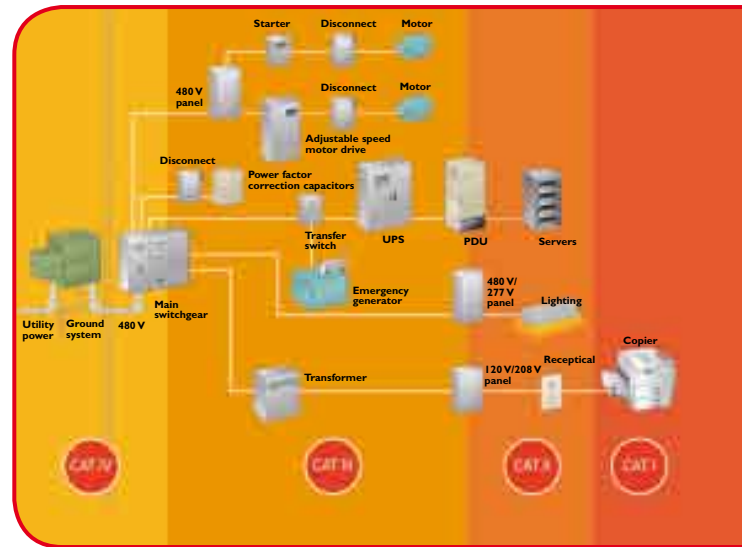 Starter
Disconnect
Motor
480 V
panel
Disconnect
Motor
Adjustable speed
motor drive
Disconnect
Power factor
correction capacitors
Transfer
switch
UPS
PDU
Servers
Emergency
generator
480 V/
277 V
panel
Lighting
Utility
power
Ground
system
480 V
Main
switchgear
Transformer
120 V/208 V
panel
Receptical
Copier
CAT IV
CAT III
CAT II
CAT I